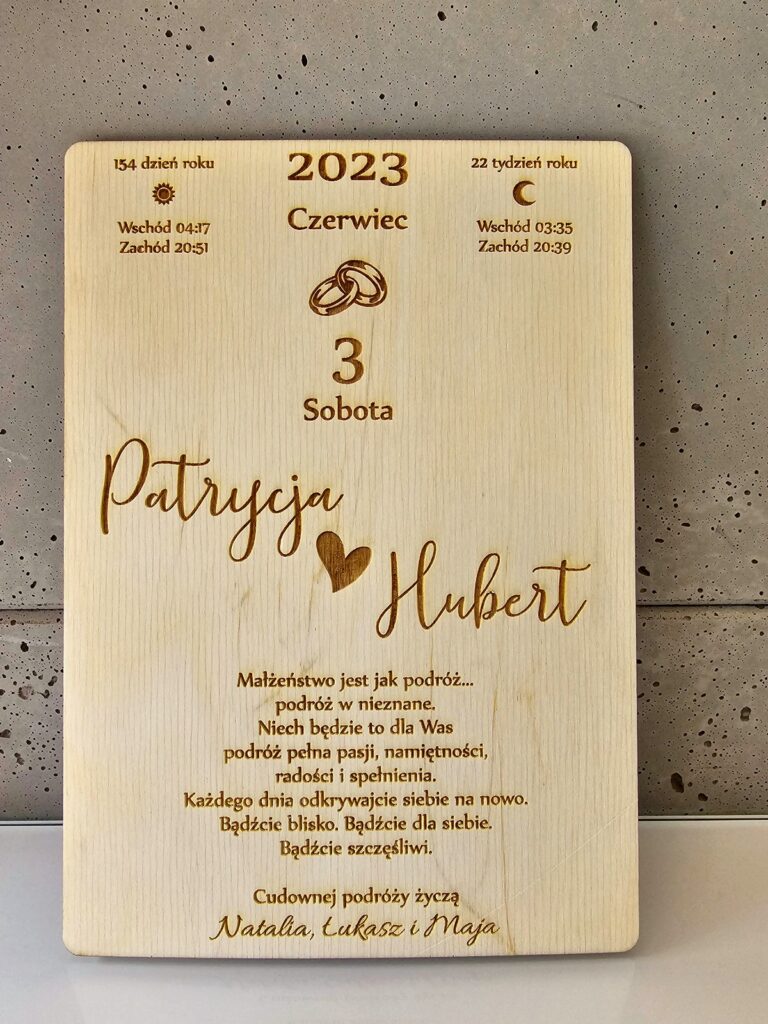 154 dzień roku
Wschód 04:17
Zachód 20:51
2023
Czerwiec
22 tydzień roku
Wschód 03:35
Zachód 20:39
3
Sobota
Patrycja
Hubert
Małżeństwo jest jak podróż...
podróż w nieznane.
Niech będzie to dla Was
podróż pełna pasji, namiętności,
radości i spełnienia.
Każdego dnia odkrywajcie siebie na nowo.
Bądźcie blisko. Bądźcie dla siebie.
Bądźcie szczęśliwi.
Cudownej podróży życzą
Natalia, Łukasz i Maja